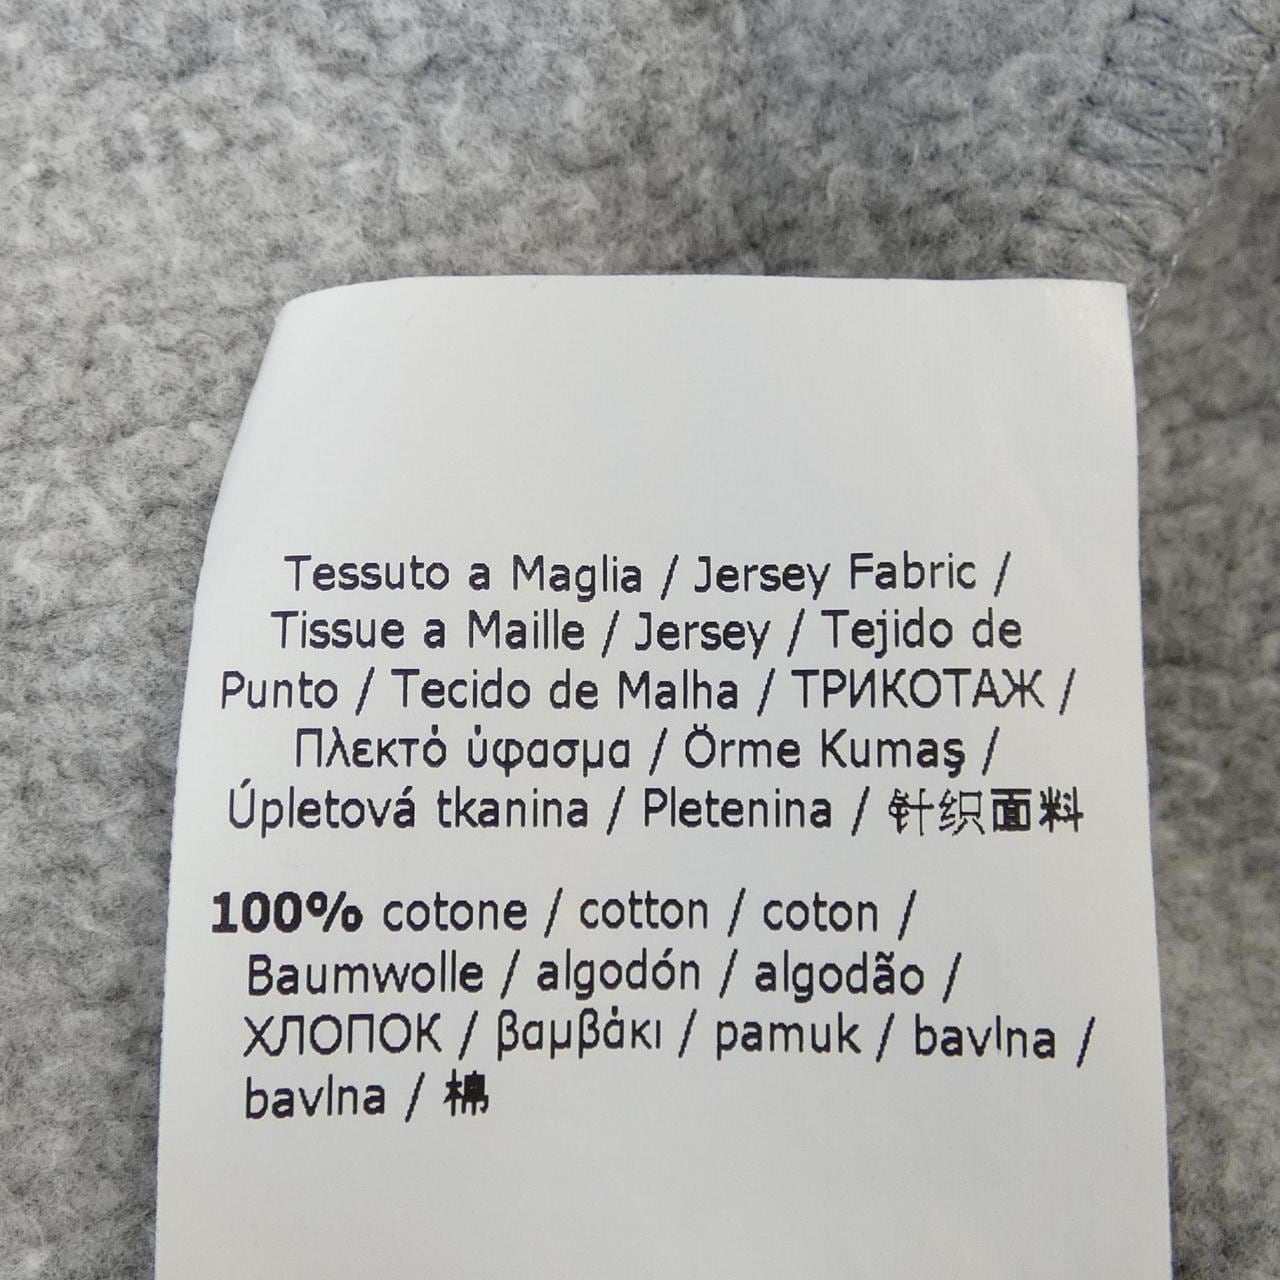 Tessuto a Maglia / Jersey Fabric /
Tissue a Maille / Jersey / Tejido de
Punto / Tecido de Malha / ТРИКОТАЖ /
Πλεκτό ύφασμα / Örme Kumaş /
Úpletová tkanina / Pletenina / 针织面料
100% cotone / cotton / coton /
Baumwolle / algodón / algodão /
ХЛОПОК / βαμβάκι / pamuk / bavlna /
bavlna / 棉